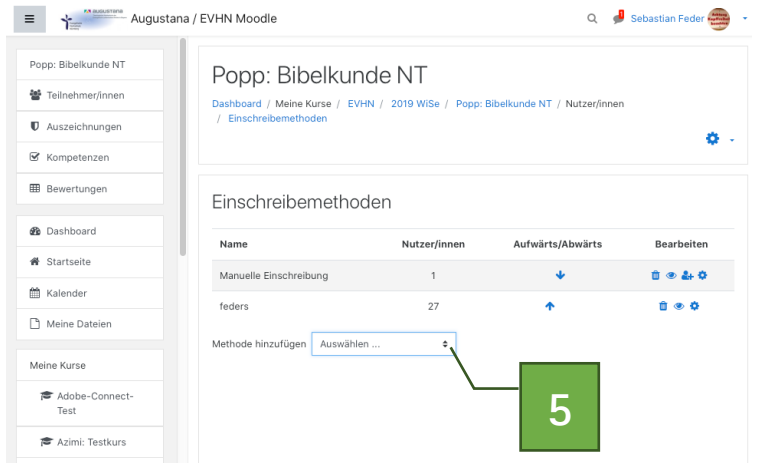 AUGUSTANA
Augustana / EVHN Moodle
Sebastian Feder
Popp: Bibelkunde NT
Teilnehmer/innen
Auszeichnungen
Kompetenzen
Bewertungen
Dashboard
Startseite
Kalender
Meine Dateien
Meine Kurse
Adobe-Connect-
Test
Azimi: Testkurs
Popp: Bibelkunde NT
Dashboard / Meine Kurse / EVHN / 2019 WiSe / Popp: Bibelkunde NT / Nutzer/innen
/ Einschreibemethoden
Einschreibemethoden
Name Nutzer/innen Aufwärts/Abwärts Bearbeiten
Manuelle Einschreibung 1
feders 27
Methode hinzufügen Auswählen ...
5